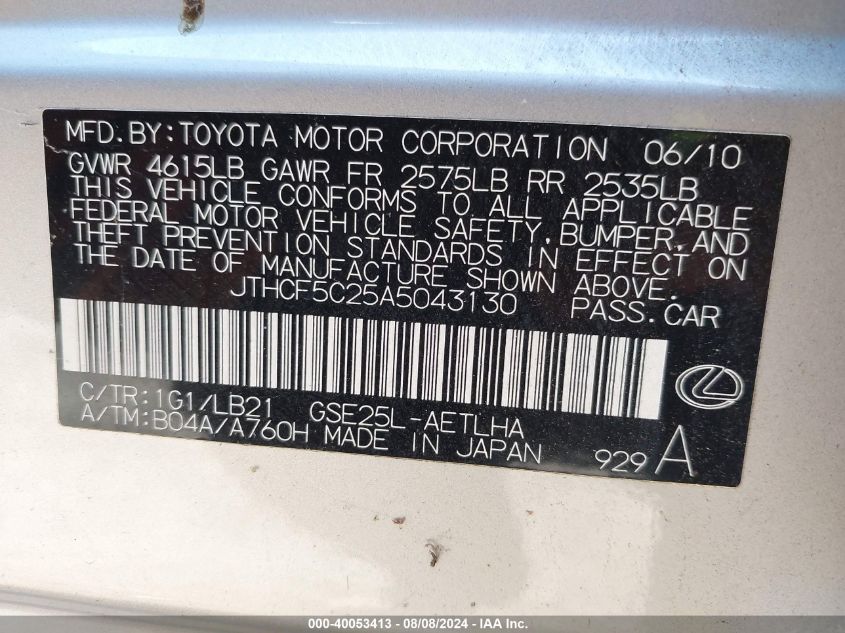 MFD.BY:TOYOTA MOTOR CORPORATION 06/10
GVWR 4615LB GAWR FR 2575LB RR 2535LB
THIS VEHICLE CONFORMS TO ALL APPLICABLE
FEDERAL MOTOR VEHICLE SAFETY,BUMPER,AND
THEFT PREVENTION STANDARDS IN EFFECT ON
THE DATE OF MANUFACTURE SHOWN ABOVE.
JTHCF5C25A5043130 PASS.CAR
C/TR:1G1/LB21 GSE25L-AETLHA
A/TM:B04A/A760H MADE IN JAPAN 929 A
000-40053413 - 08/08/2024 - IAAI.com